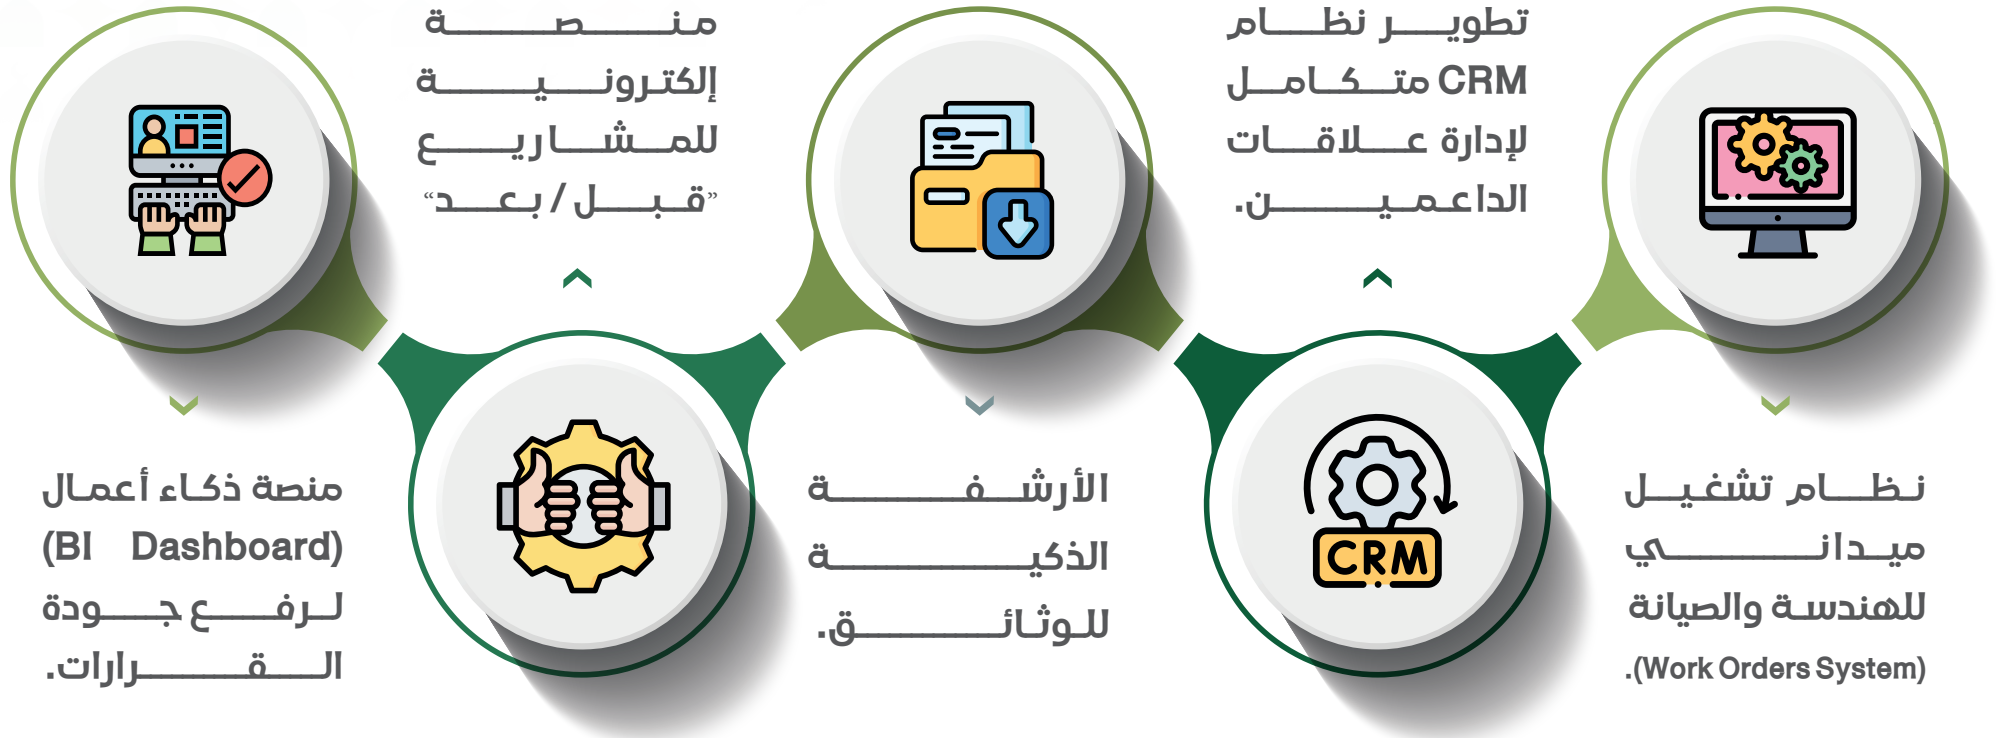 نظام تشغيل
ميداني
للهندسة والصيانة
(Work Orders System).
تطوير نظام
CRM متكامل
لإدارة علاقات
الداعمين.
CRM
الأرشفة
الذكية
للوثائق.
منصة
إلكترونية
للمشاريع
”قبل / بعد“
منصة ذكاء أعمال
(BI Dashboard)
لرفع جودة
القرارات.